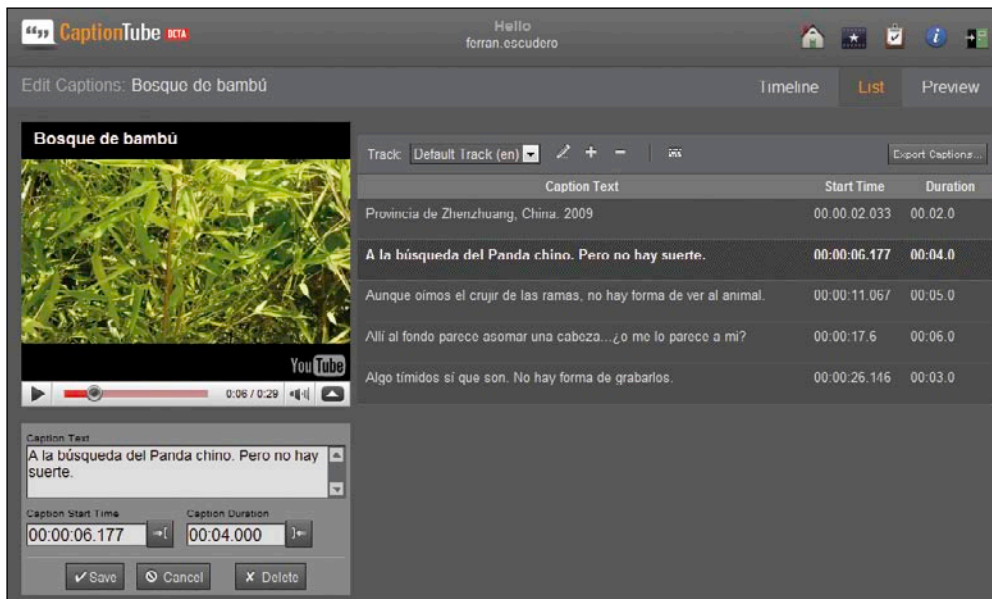 CaptionTube BETA
Hello
ferran.escudero
Edit Captions: Bosque de bambú
Timeline List Preview
Bosque de bambú
YouTube
0:06 / 0:29
Track: Default Track (en)
Export Captions...
Caption Text Start Time Duration
Provincia de Zhenzhuang, China. 2009 00:00:02.033 00:02.0
A la búsqueda del Panda chino. Pero no hay suerte. 00:00:06.177 00:04.0
Aunque oímos el crujir de las ramas, no hay forma de ver al animal. 00:00:11.067 00:05.0
Allí al fondo parece asomar una cabeza...¿o me lo parece a mi? 00:00:17.6 00:06.0
Algo tímidos sí que son. No hay forma de grabarlos. 00:00:26.146 00:03.0
Caption Text
A la búsqueda del Panda chino. Pero no hay
suerte.
Caption Start Time Caption Duration
00:00:06.177 00:04.000
Save Cancel Delete